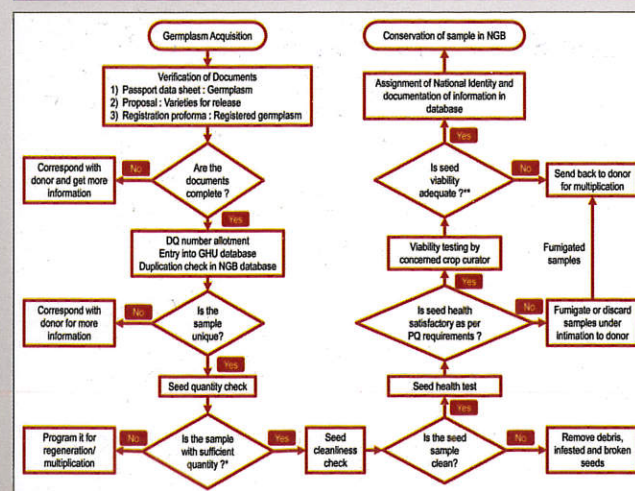 Germplasm Acquisition
Verification of Documents
1) Passport data sheet : Germplasm
2) Proposal : Varieties for release
3) Registration proforma : Registered germplasm
Are the
documents
complete ?
No
Correspond with
donor and get more
information
Yes
DQ number allotment
Entry into GHU database
Duplication check in NGB database
Is the
sample
unique?
No
Correspond with
donor for more
information
Yes
Seed quantity check
Is the sample
with sufficient
quantity ?*
No
Program it for
regeneration/
multiplication
Yes
Seed
cleanliness
check
Is the seed
sample
clean?
No
Remove debris,
infested and broken
seeds
Yes
Seed health test
Is seed health
satisfactory as per
PQ requirements ?
No
Fumigate or discard
samples under
intimation to donor
Fumigated
samples
Yes
Viability testing by
concerned crop curator
Is seed
viability
adequate ?**
No
Send back to donor
for multiplication
Yes
Assignment of National Identity and
documentation of information in
database
Conservation of sample in NGB